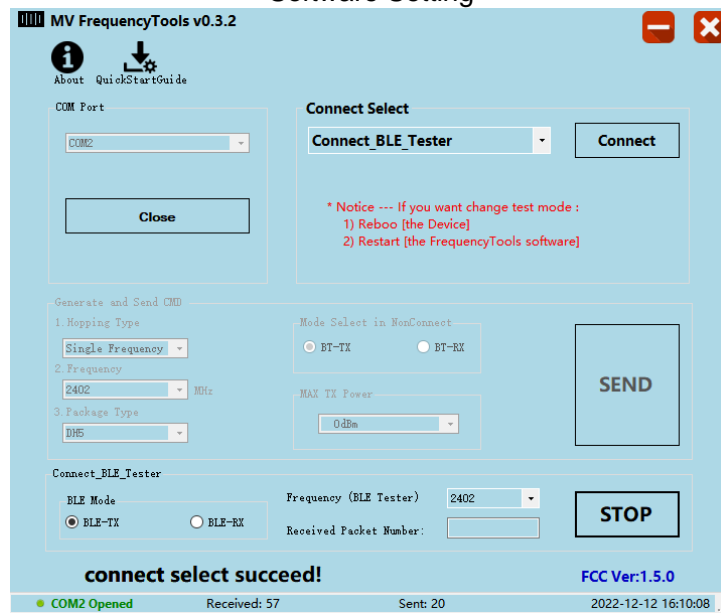 Software Setting
MV FrequencyTools v0.3.2
About QuickStartGuide
COM Port
COM2
Close
Connect Select
Connect_BLE_Tester
Connect
* Notice --- If you want change test mode :
1) Reboo [the Device]
2) Restart [the FrequencyTools software]
Generate and Send CMD
1.Hopping Type
Single Frequency
2.Frequency
2402 MHz
3.Package Type
DH5
Mode Select in NonConnect
BT-TX BT-RX
MAX TX Power
0dBm
SEND
Connect_BLE_Tester
BLE Mode
BLE-TX BLE-RX
Frequency (BLE Tester) 2402
Received Packet Number:
STOP
connect select succeed!
FCC Ver:1.5.0
COM2 Opened Received: 57 Sent: 20 2022-12-12 16:10:08